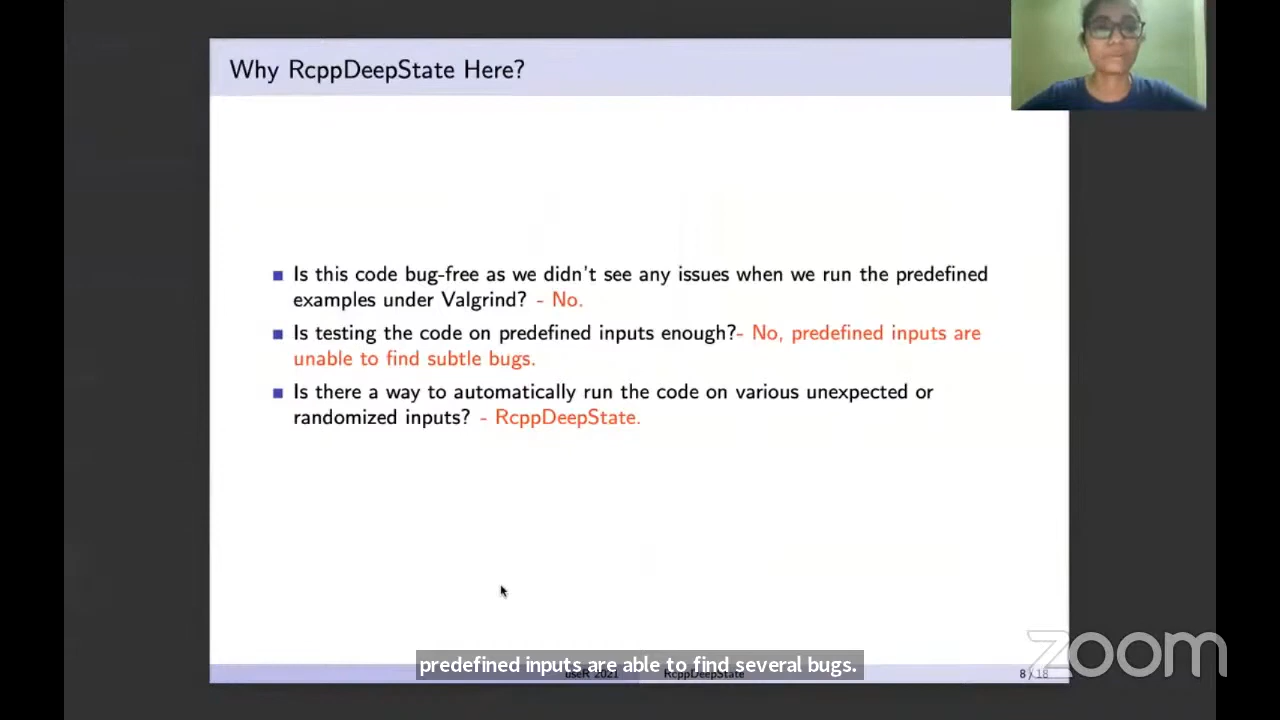 Why RcppDeepState Here?
Is this code bug-free as we didn't see any issues when we run the predefined
examples under Valgrind? - No.
Is testing the code on predefined inputs enough?- No, predefined inputs are
unable to find subtle bugs.
Is there a way to automatically run the code on various unexpected or
randomized inputs? - RcppDeepState.
predefined inputs are able to find several bugs.
useR 2021
RcppDeepState
8 / 18
zoom